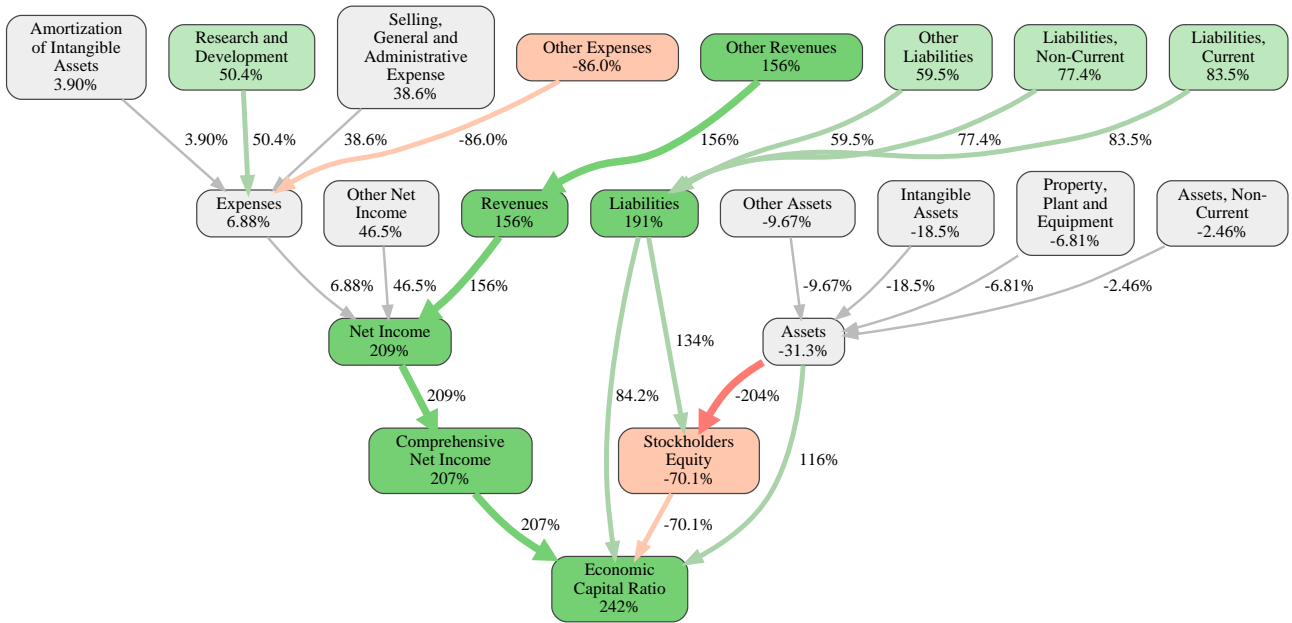 Amortization
of Intangible
Assets
3.90%
Research and
Development
50.4%
Selling,
General and
Administrative
Expense
38.6%
Other Expenses
-86.0%
Other Revenues
156%
Other
Liabilities
59.5%
Liabilities,
Non-Current
77.4%
Liabilities,
Current
83.5%
3.90%
50.4%
38.6%
-86.0%
156%
59.5%
77.4%
83.5%
Expenses
6.88%
Other Net
Income
46.5%
Revenues
156%
Liabilities
191%
Other Assets
-9.67%
Intangible
Assets
-18.5%
Property,
Plant and
Equipment
-6.81%
Assets, Non-
Current
-2.46%
6.88%
46.5%
156%
-9.67%
-18.5%
-6.81%
-2.46%
Net Income
209%
134%
Assets
-31.3%
209%
84.2%
-204%
Comprehensive
Net Income
207%
Stockholders
Equity
-70.1%
116%
207%
-70.1%
Economic
Capital Ratio
242%